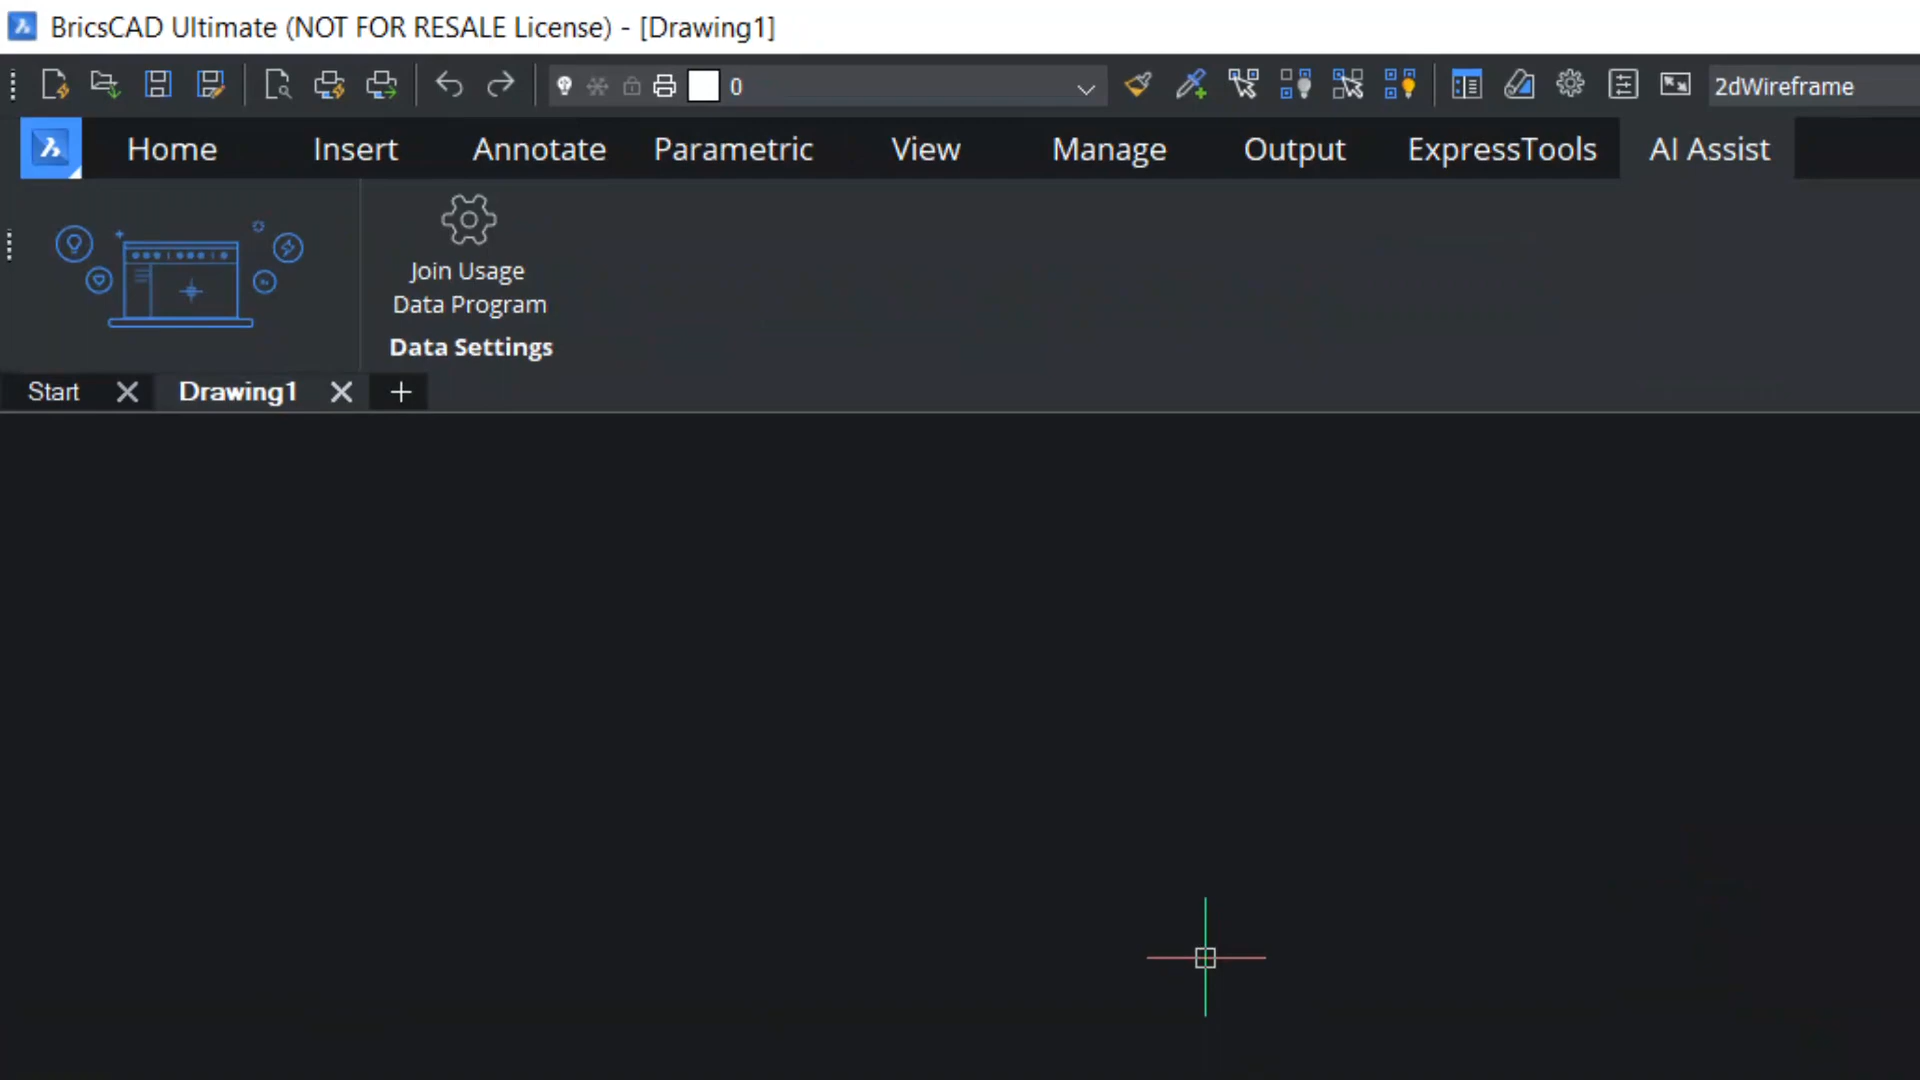 BricsCAD Ultimate (NOT FOR RESALE License) - [Drawing1]
0
2dWireframe
Home Insert Annotate Parametric View Manage Output ExpressTools AI Assist
Join Usage
Data Program
Data Settings
Start Drawing1